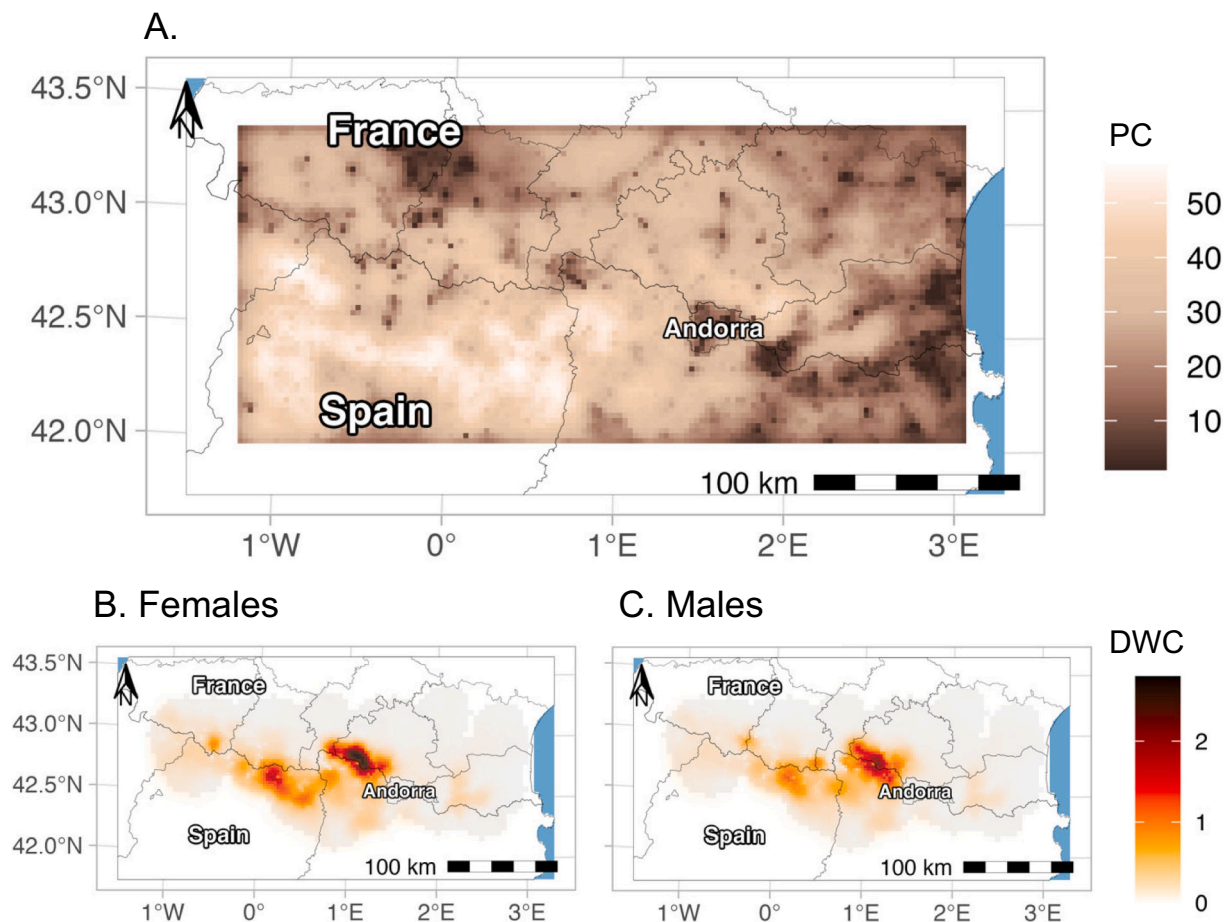 A.
43.5°N
43.0°N
42.5°N
42.0°N
N
France
Andorra
Spain
100 km
1°W 0° 1°E 2°E 3°E
PC
50
40
30
20
10
B. Females
43.5°N
43.0°N
42.5°N
42.0°N
N
France
Andorra
Spain
100 km
1°W 0° 1°E 2°E 3°E
C. Males
N
France
Andorra
Spain
100 km
1°W 0° 1°E 2°E 3°E
DWC
2
1
0